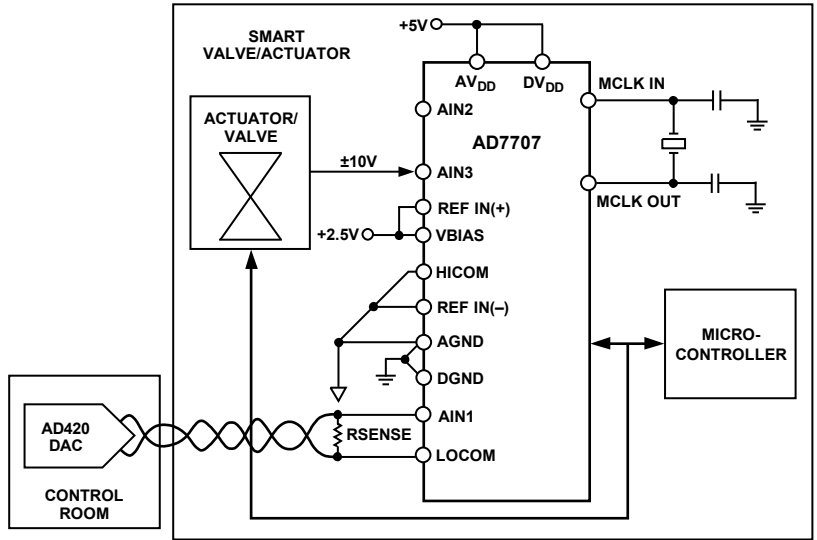 SMART
VALVE/ACTUATOR
+5V
AVDD
DVDD
MCLK IN
AIN2
AD7707
ACTUATOR/
VALVE
±10V
AIN3
MCLK OUT
REF IN(+)
+2.5V
VBIAS
HICOM
REF IN(–)
MICRO-
CONTROLLER
AGND
DGND
AIN1
AD420
DAC
RSENSE
LOCOM
CONTROL
ROOM